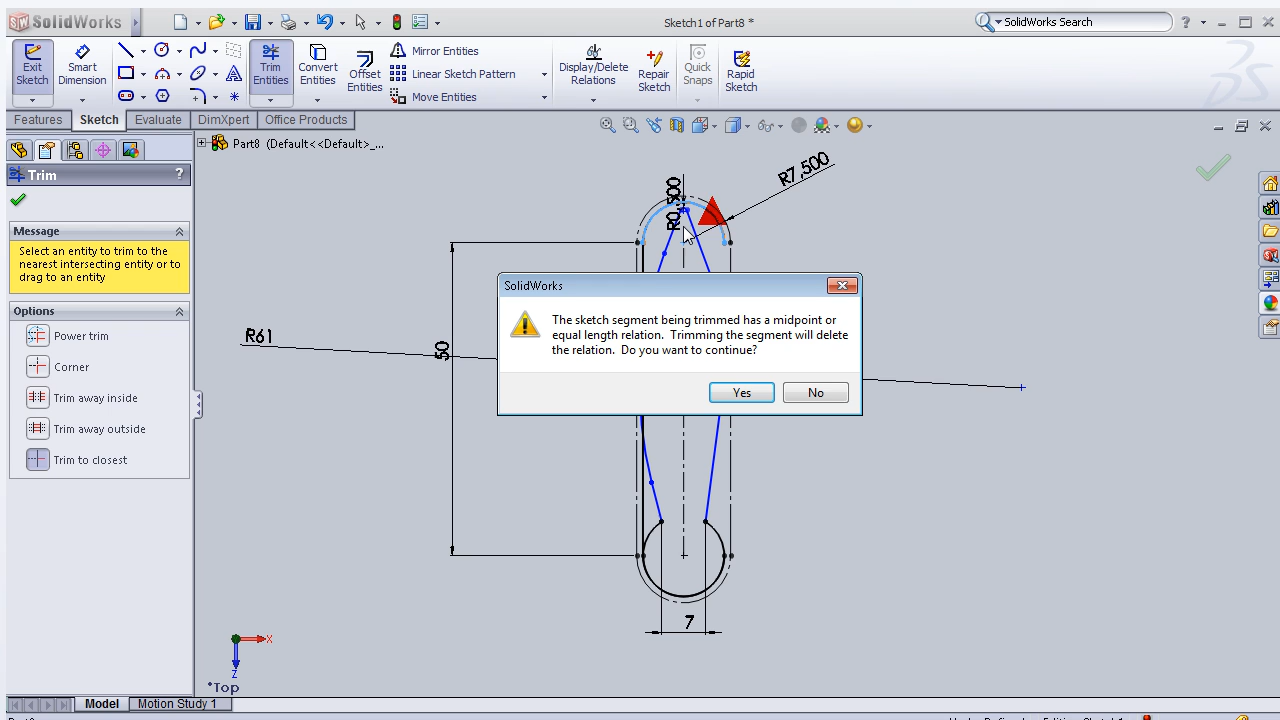 SolidWorks
Sketch1 of Part8 *
SolidWorks Search
Exit Sketch
Smart Dimension
Trim Entities
Convert Entities
Offset Entities
Mirror Entities
Linear Sketch Pattern
Move Entities
Display/Delete Relations
Repair Sketch
Quick Snaps
Rapid Sketch
Features
Sketch
Evaluate
DimXpert
Office Products
Part8 (Default<<Default>_...
Trim
?
Message
Select an entity to trim to the
nearest intersecting entity or to
drag to an entity
Options
Power trim
Corner
Trim away inside
Trim away outside
Trim to closest
R7,500
R0,500
R61
50
7
SolidWorks
The sketch segment being trimmed has a midpoint or
equal length relation. Trimming the segment will delete
the relation. Do you want to continue?
Yes
No
X
Z
*Top
Model
Motion Study 1